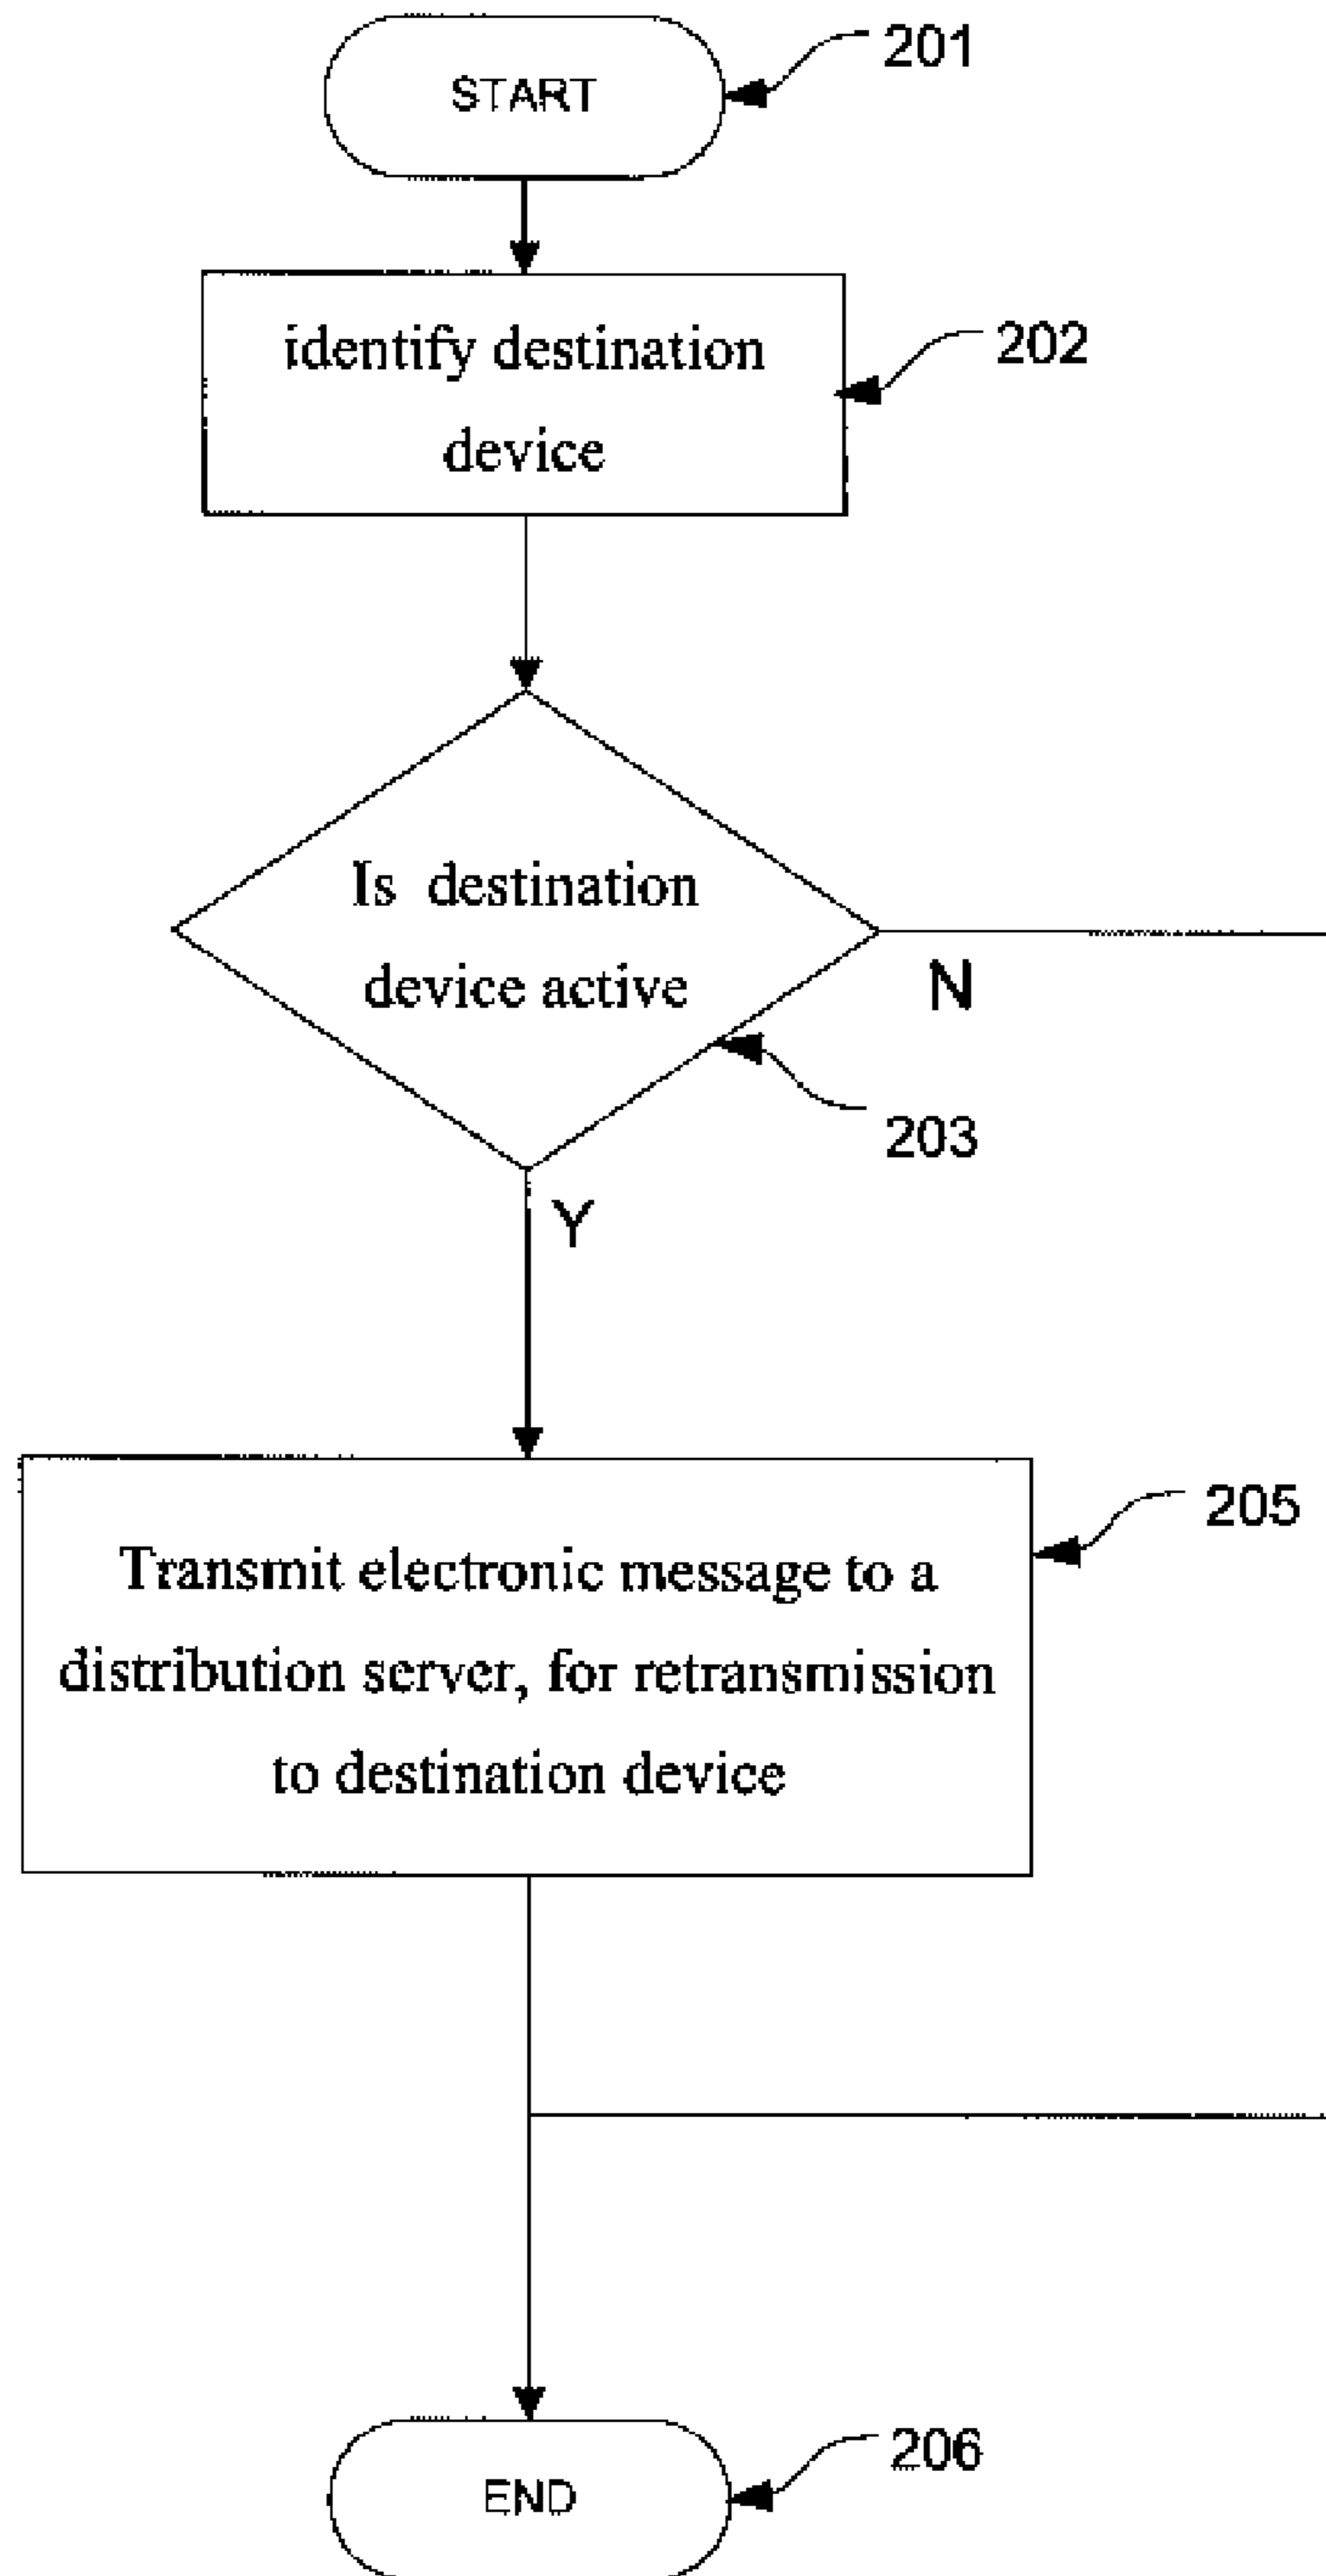 START
201
identify destination
device
202
Is destination
device active
N
203
Y
Transmit electronic message to a
distribution server, for retransmission
to destination device
205
END
206